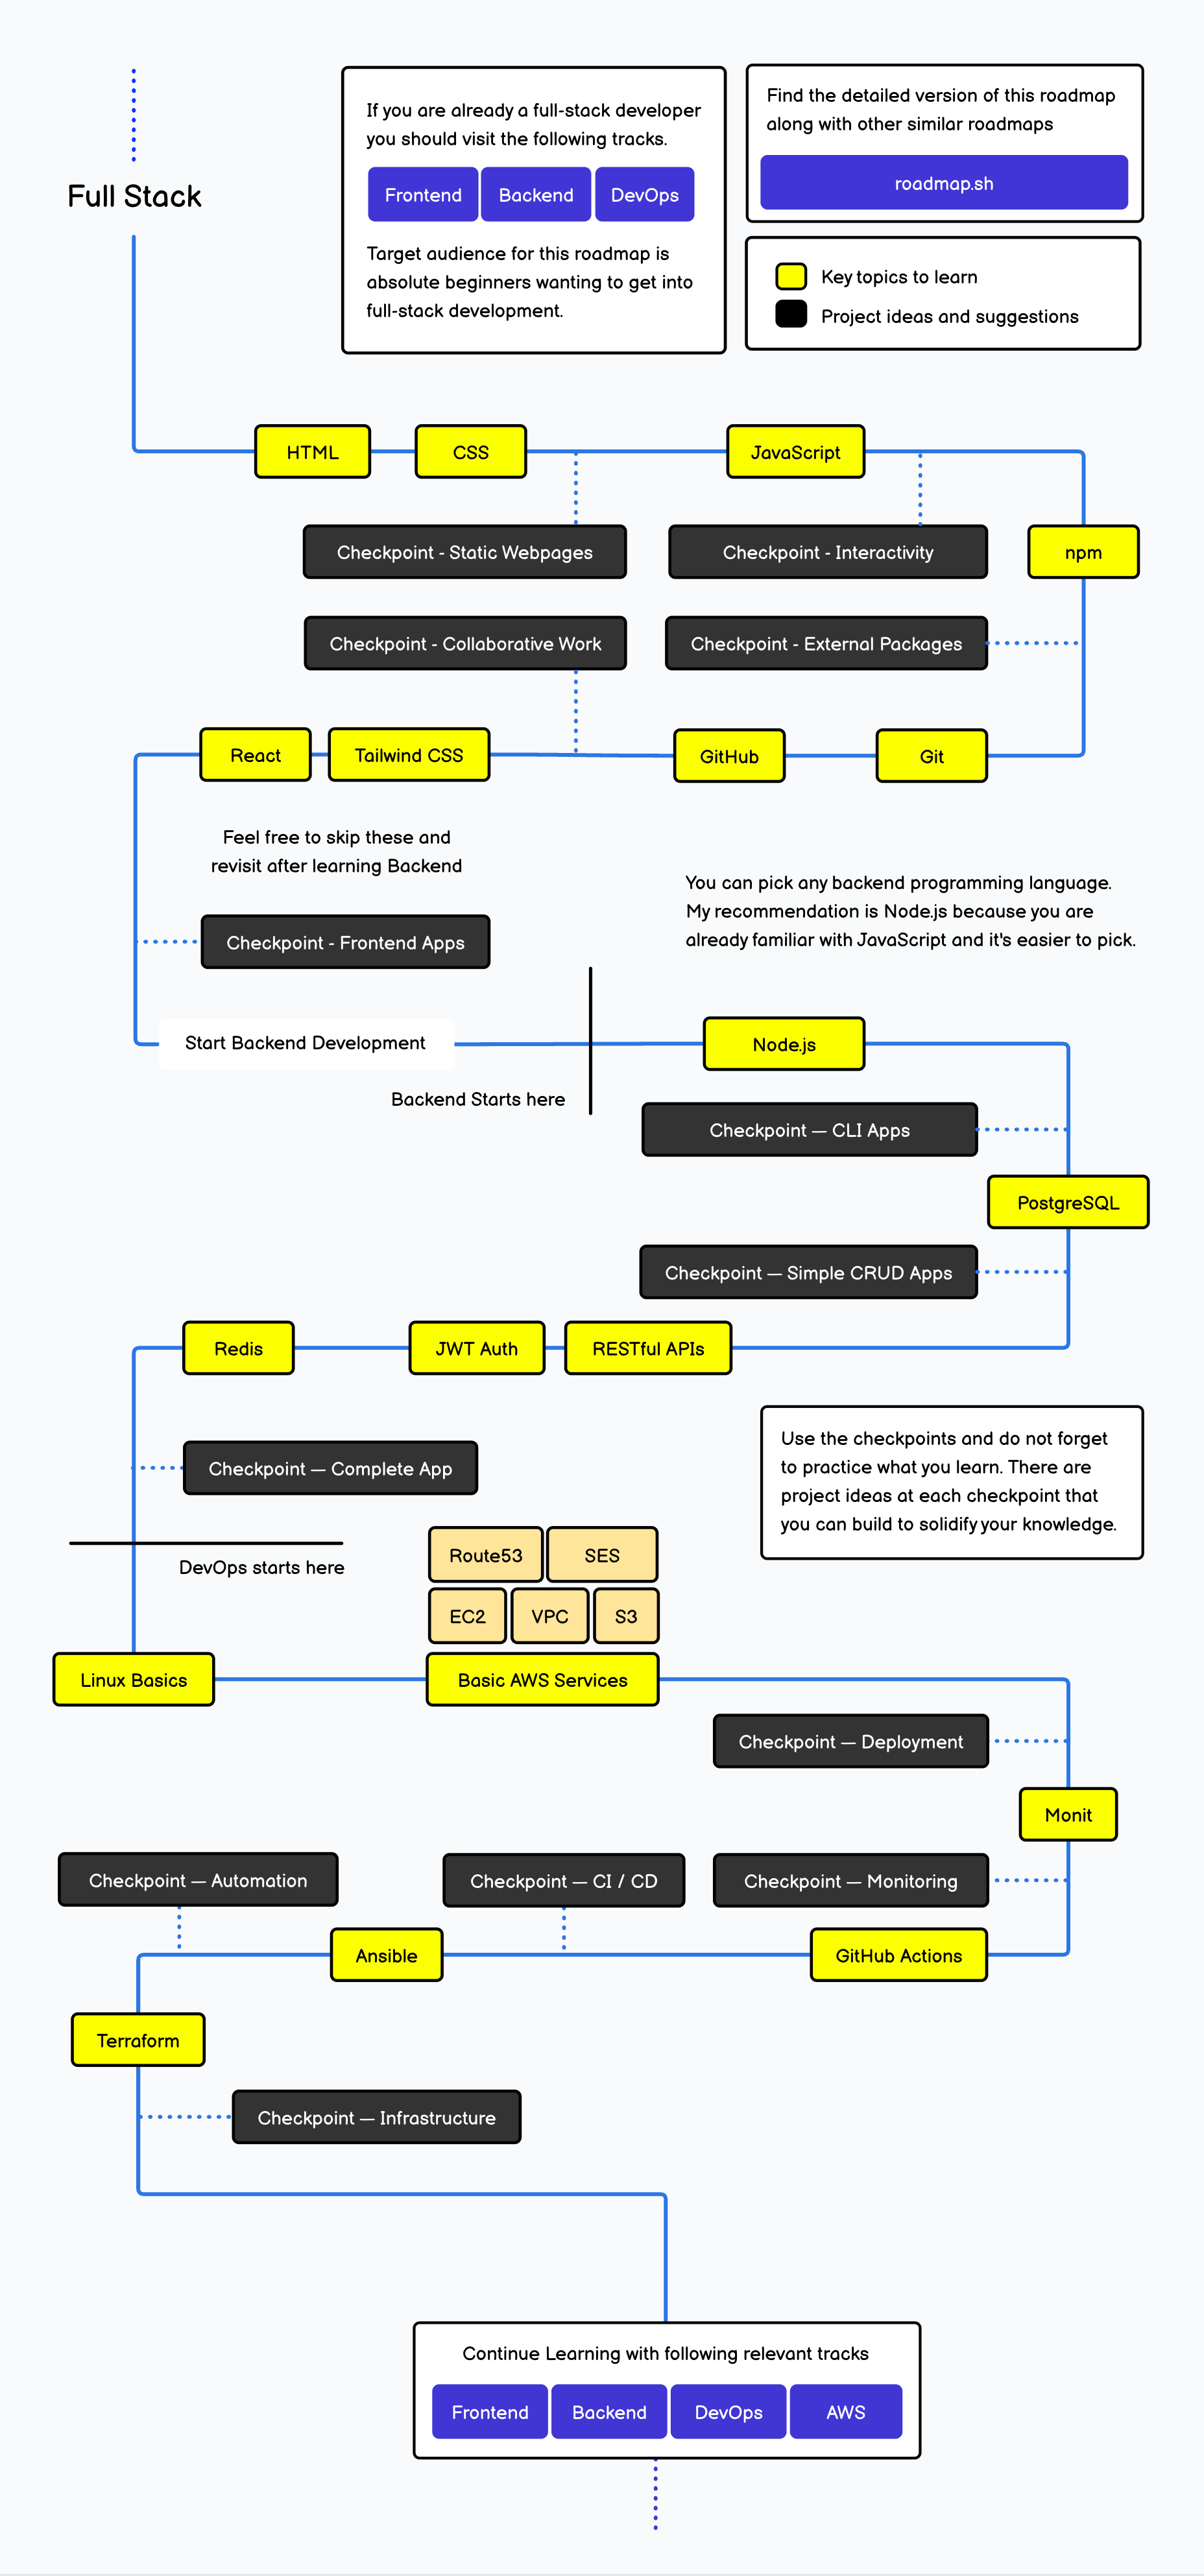 Full Stack
If you are already a full-stack developer
you should visit the following tracks.
Frontend
Backend
DevOps
Target audience for this roadmap is
absolute beginners wanting to get into
full-stack development.
Find the detailed version of this roadmap
along with other similar roadmaps
roadmap.sh
Key topics to learn
Project ideas and suggestions
HTML
CSS
JavaScript
Checkpoint - Static Webpages
Checkpoint - Interactivity
npm
Checkpoint - Collaborative Work
Checkpoint - External Packages
React
Tailwind CSS
GitHub
Git
Feel free to skip these and
revisit after learning Backend
You can pick any backend programming language.
My recommendation is Node.js because you are
already familiar with JavaScript and it's easier to pick.
Checkpoint - Frontend Apps
Start Backend Development
Node.js
Backend Starts here
Checkpoint — CLI Apps
PostgreSQL
Checkpoint — Simple CRUD Apps
Redis
JWT Auth
RESTful APIs
Use the checkpoints and do not forget
to practice what you learn. There are
project ideas at each checkpoint that
you can build to solidify your knowledge.
Checkpoint — Complete App
DevOps starts here
Route53
SES
EC2
VPC
S3
Linux Basics
Basic AWS Services
Checkpoint — Deployment
Monit
Checkpoint — Automation
Checkpoint — CI / CD
Checkpoint — Monitoring
Ansible
GitHub Actions
Terraform
Checkpoint — Infrastructure
Continue Learning with following relevant tracks
Frontend
Backend
DevOps
AWS